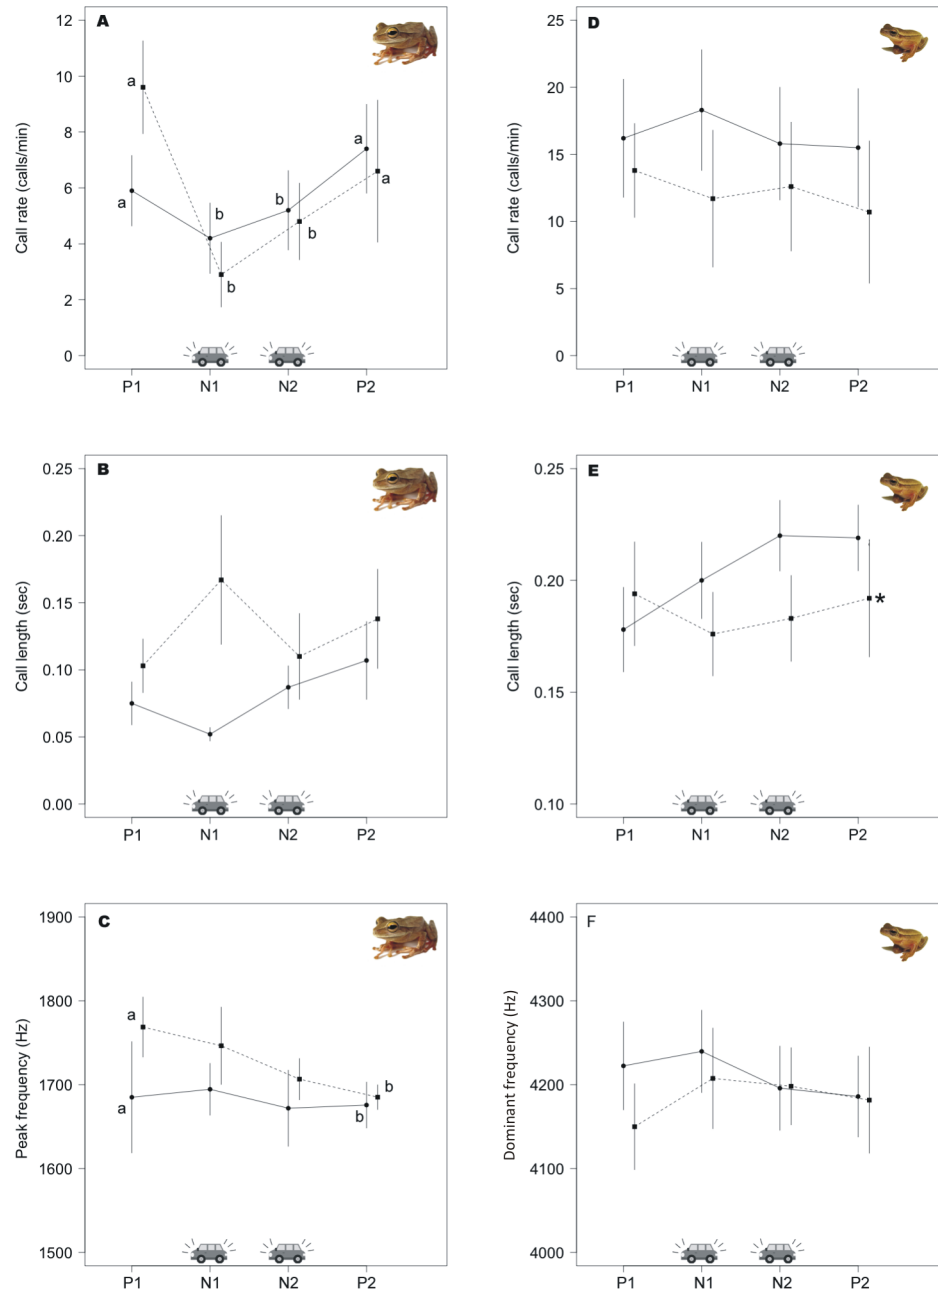 A
Call rate (calls/min)
12
10
8
6
4
2
0
a
a
b
b
b
b
a
a
P1 N1 N2 P2
D
Call rate (calls/min)
25
20
15
10
5
0
P1 N1 N2 P2
B
Call length (sec)
0.25
0.20
0.15
0.10
0.05
0.00
P1 N1 N2 P2
E
Call length (sec)
0.25
0.20
0.15
0.10
*
P1 N1 N2 P2
C
Peak frequency (Hz)
1900
1800
1700
1600
1500
a
a
b
b
P1 N1 N2 P2
F
Dominant frequency (Hz)
4400
4300
4200
4100
4000
P1 N1 N2 P2